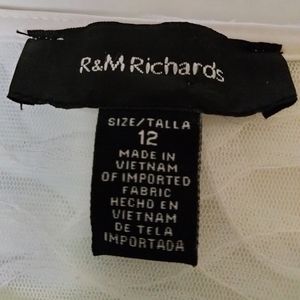 R&M Richards
SIZE/TALLA
12
MADE IN
VIETNAM
OF IMPORTED
FABRIC
HECHO EN
VIETNAM
DE TELA
IMPORTADA